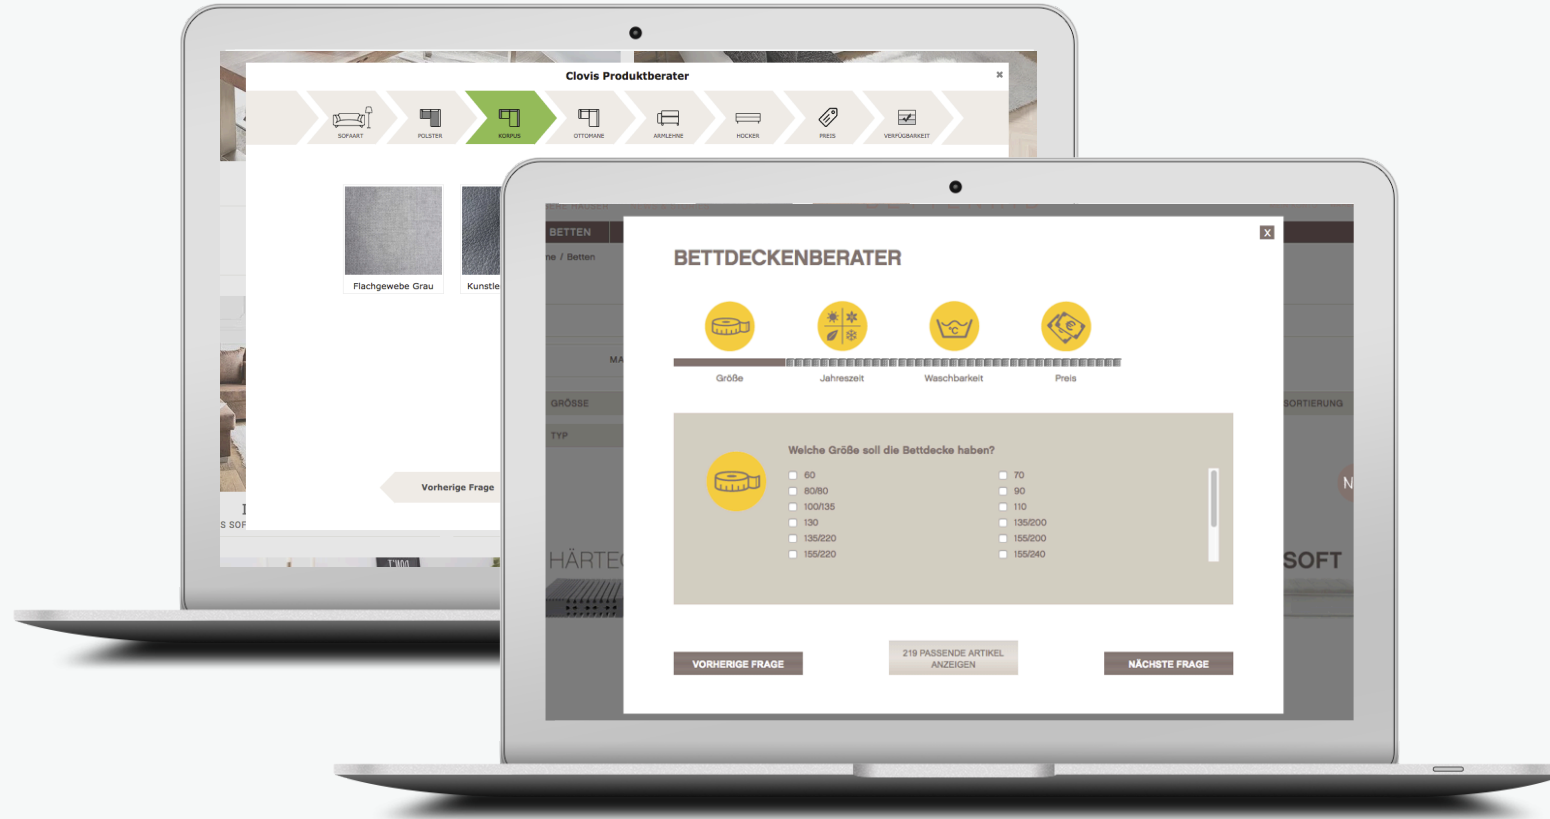 Clovis Produktberater
×
SOFAART
POLSTER
KORPUS
OTTOMANE
ARMLEHNE
HOCKER
PREIS
VERFÜGBARKEIT
Flachgewebe Grau
Vorherige Frage
BETTEN
/ Betten
GRÖSSE
TYP
SORTIERUNG
SOFT
X
BETTDECKENBERATER
°C
€
Größe
Jahreszeit
Waschbarkeit
Preis
Welche Größe soll die Bettdecke haben?
60
70
80/80
90
100/135
110
130
135/200
135/220
155/200
155/220
155/240
VORHERIGE FRAGE
219 PASSENDE ARTIKEL
ANZEIGEN
NÄCHSTE FRAGE